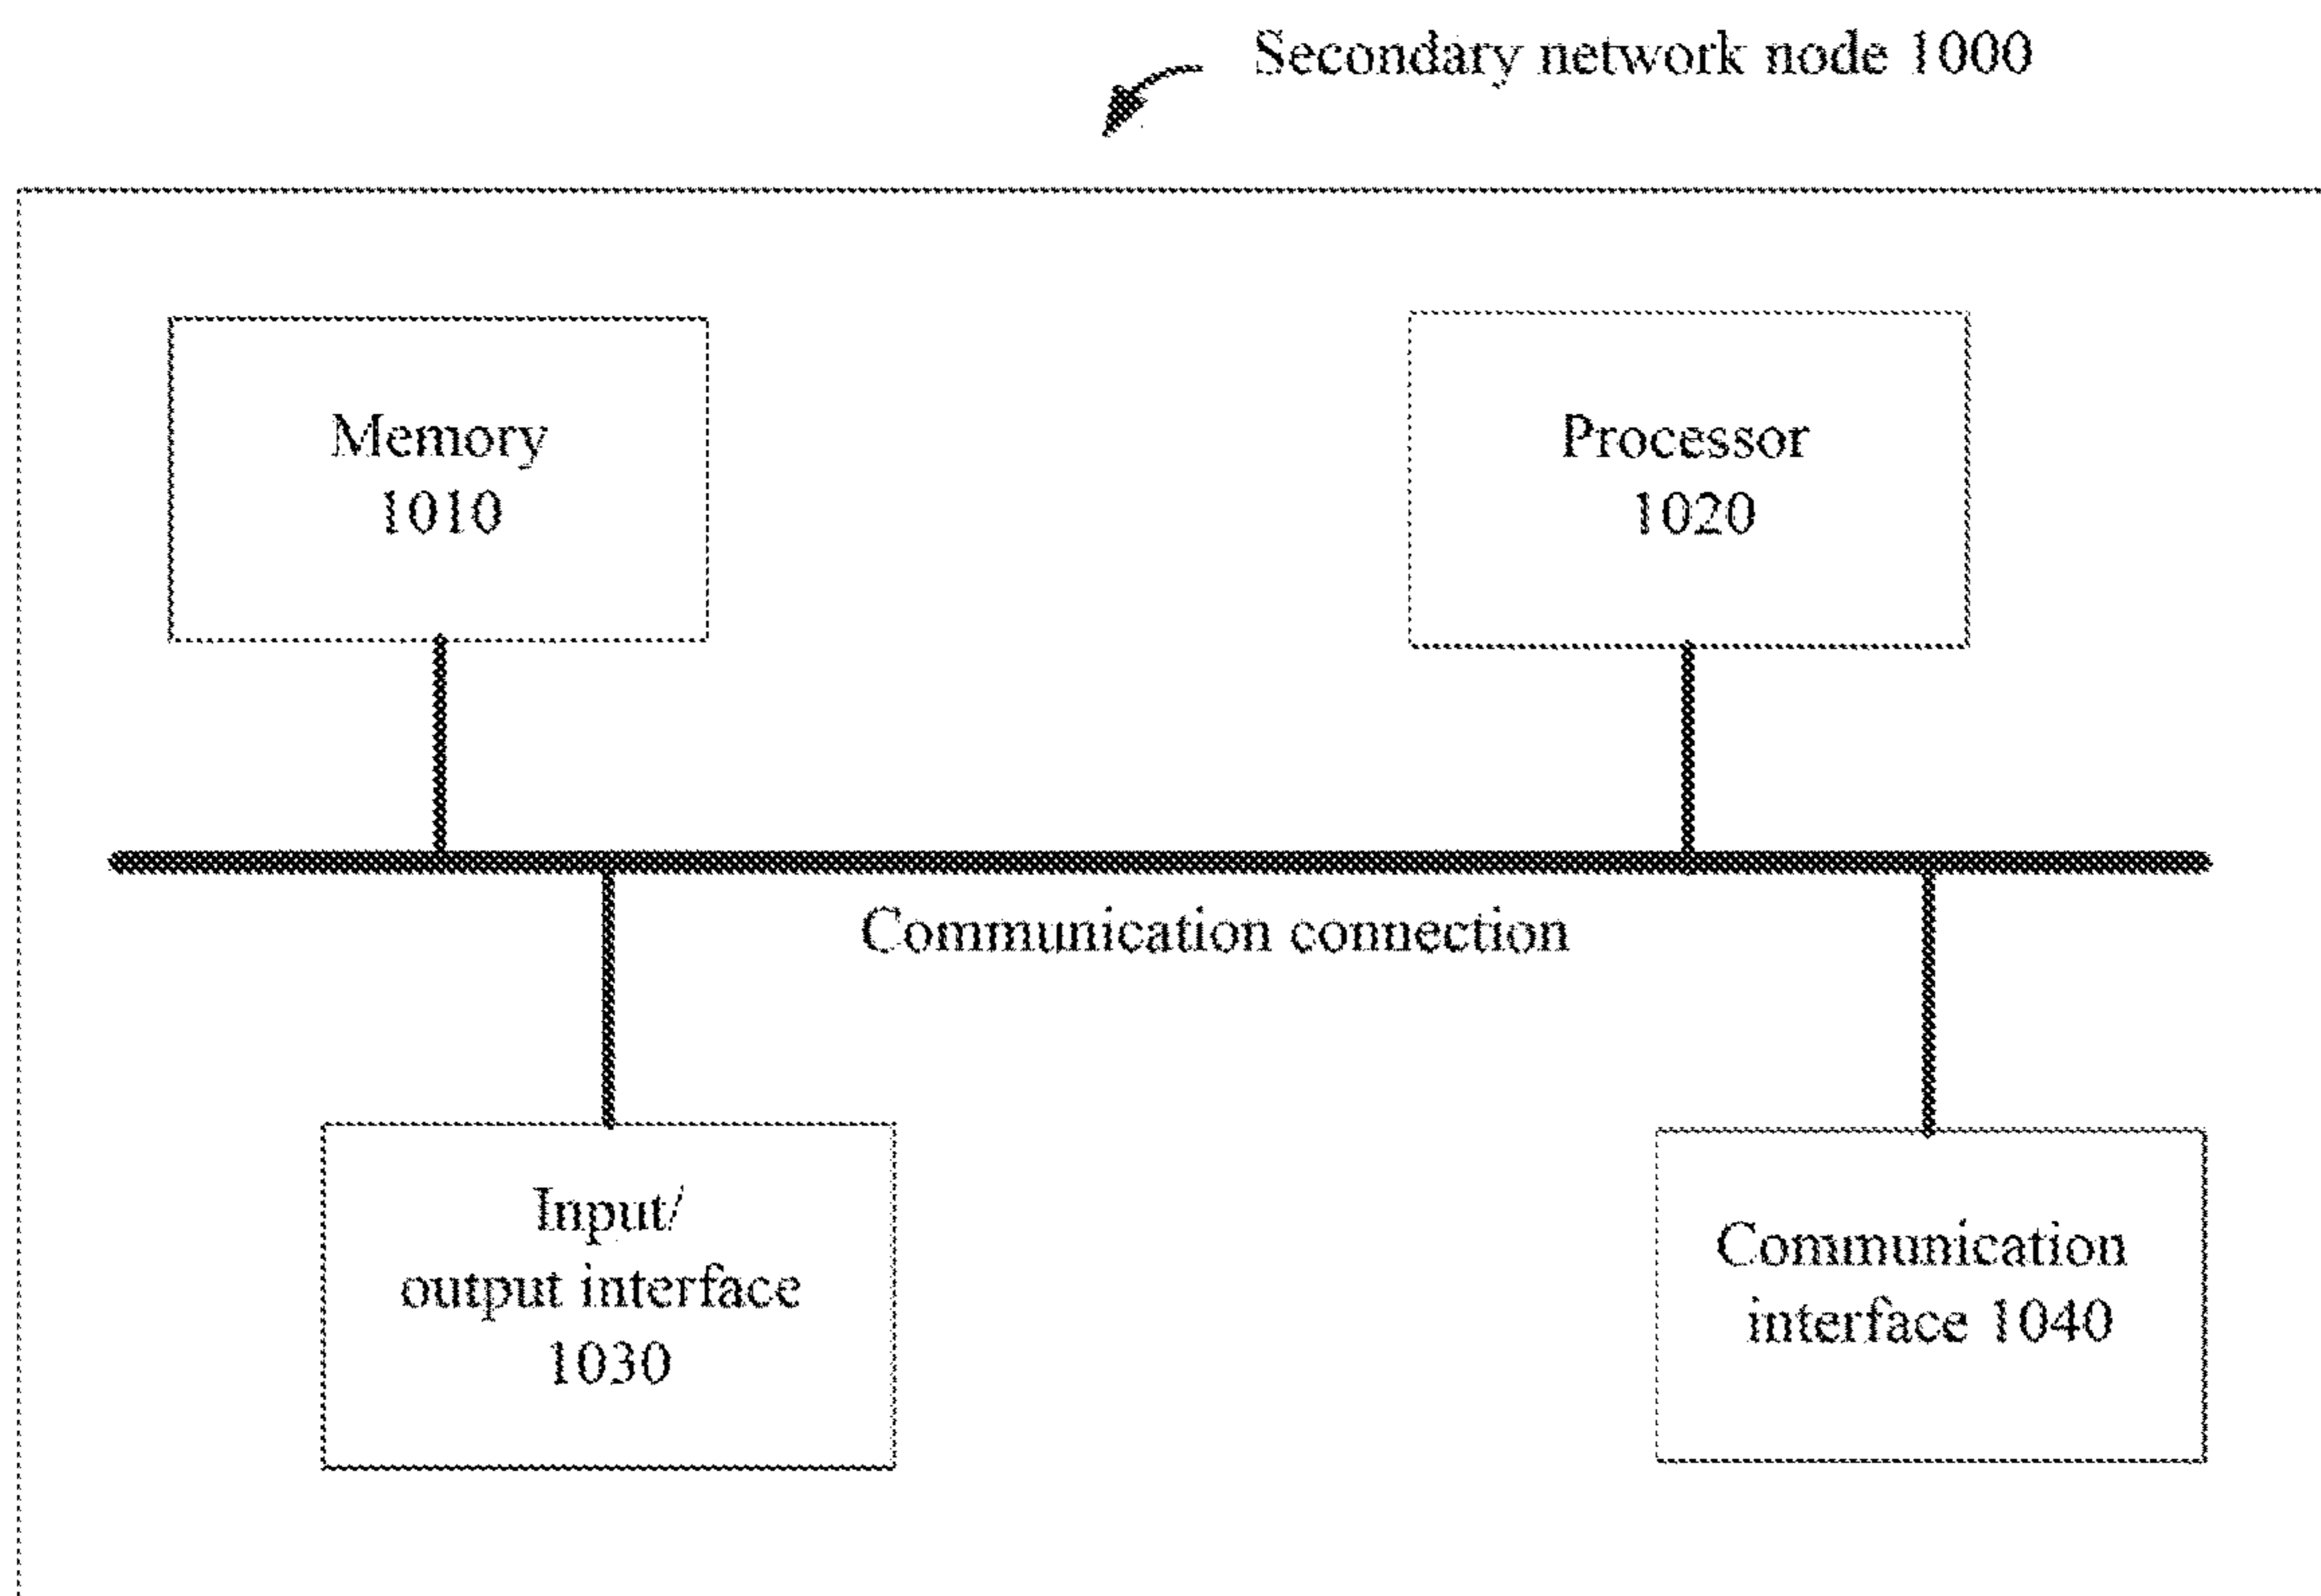 Secondary network node 1000
Memory
1010
Processor
1020
Communication connection
Input/
output interface
1030
Communication
interface 1040